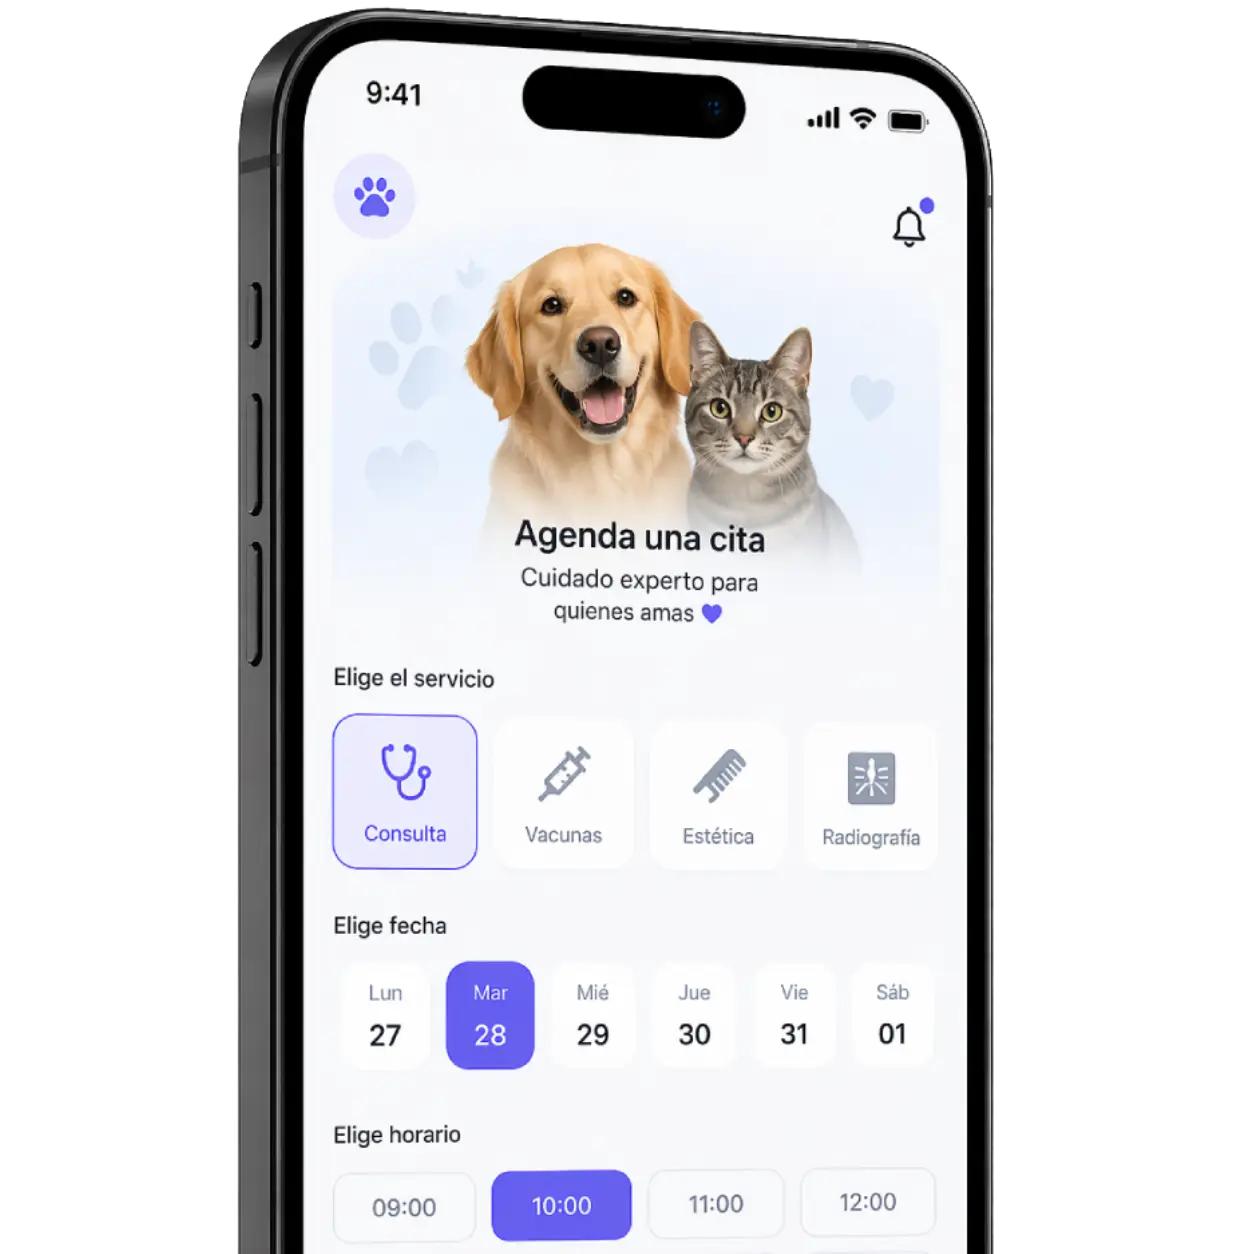 9:41
Agenda una cita
Cuidado experto para
quienes amas
Elige el servicio
Consulta Vacunas Estética Radiografía
Elige fecha
Lun Mar Mié Jue Vie Sáb
27 28 29 30 31 01
Elige horario
09:00 10:00 11:00 12:00